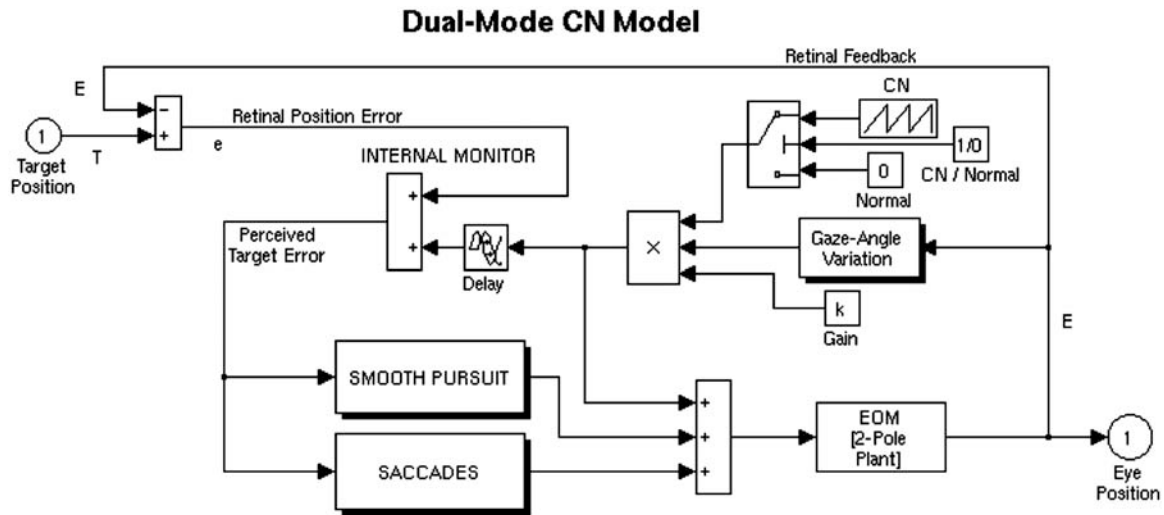 Dual-Mode CN Model
Retinal Feedback
E
CN
−
+
Retinal Position Error
1
T
e
Target
Position
1/0
CN / Normal
INTERNAL MONITOR
0
Normal
+
+
Perceived
Target Error
Delay
×
Gaze-Angle
Variation
k
Gain
E
SMOOTH PURSUIT
SACCADES
+
+
+
EOM
[2-Pole
Plant]
1
Eye
Position